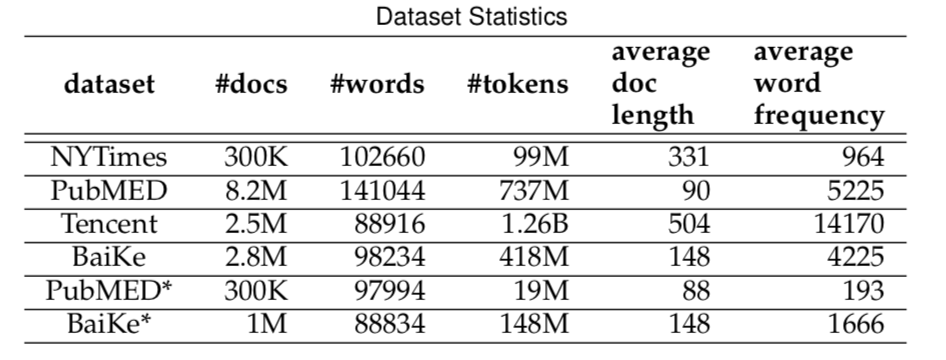 Dataset Statistics
dataset #docs #words #tokens average doc length average word frequency
NYTimes 300K 102660 99M 331 964
PubMED 8.2M 141044 737M 90 5225
Tencent 2.5M 88916 1.26B 504 14170
BaiKe 2.8M 98234 418M 148 4225
PubMED* 300K 97994 19M 88 193
BaiKe* 1M 88834 148M 148 1666